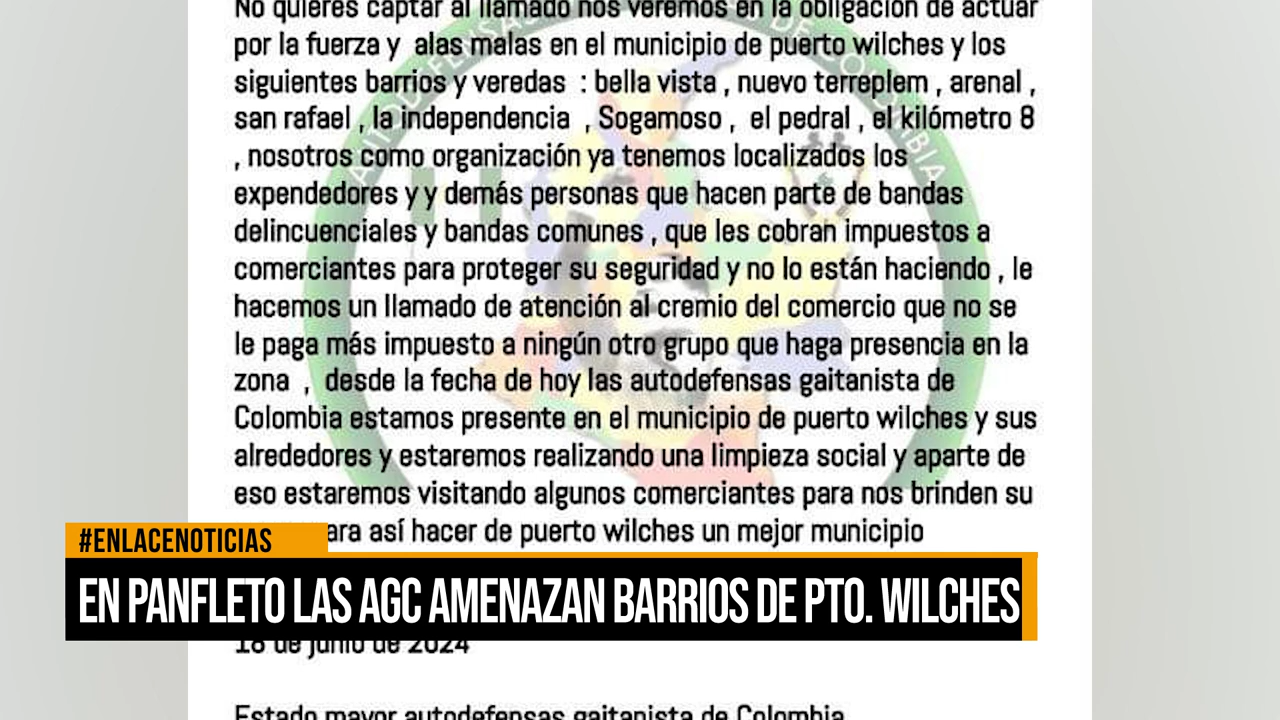 No quieres captar al llamado nos veremos en la obligación de actuar
por la fuerza y alas malas en el municipio de puerto wilches y los
siguientes barrios y veredas : bella vista , nuevo terreplem , arenal ,
san rafael , la independencia , Sogamoso , el pedral , el kilómetro 8
, nosotros como organización ya tenemos localizados los
expendedores y y demás personas que hacen parte de bandas
delincuenciales y bandas comunes , que les cobran impuestos a
comerciantes para proteger su seguridad y no lo están haciendo , le
hacemos un llamado de atención al cremio del comercio que no se
le paga más impuesto a ningún otro grupo que haga presencia en la
zona , desde la fecha de hoy las autodefensas gaitanista de
Colombia estamos presente en el municipio de puerto wilches y sus
alrededores y estaremos realizando una limpieza social y aparte de
eso estaremos visitando algunos comerciantes para nos brinden su
ara así hacer de puerto wilches un mejor municipio
#ENLACENOTICIAS
EN PANFLETO LAS AGC AMENAZAN BARRIOS DE PTO. WILCHES
18 de junio de 2024
Estado mayor autodefensas gaitanista de Colombia